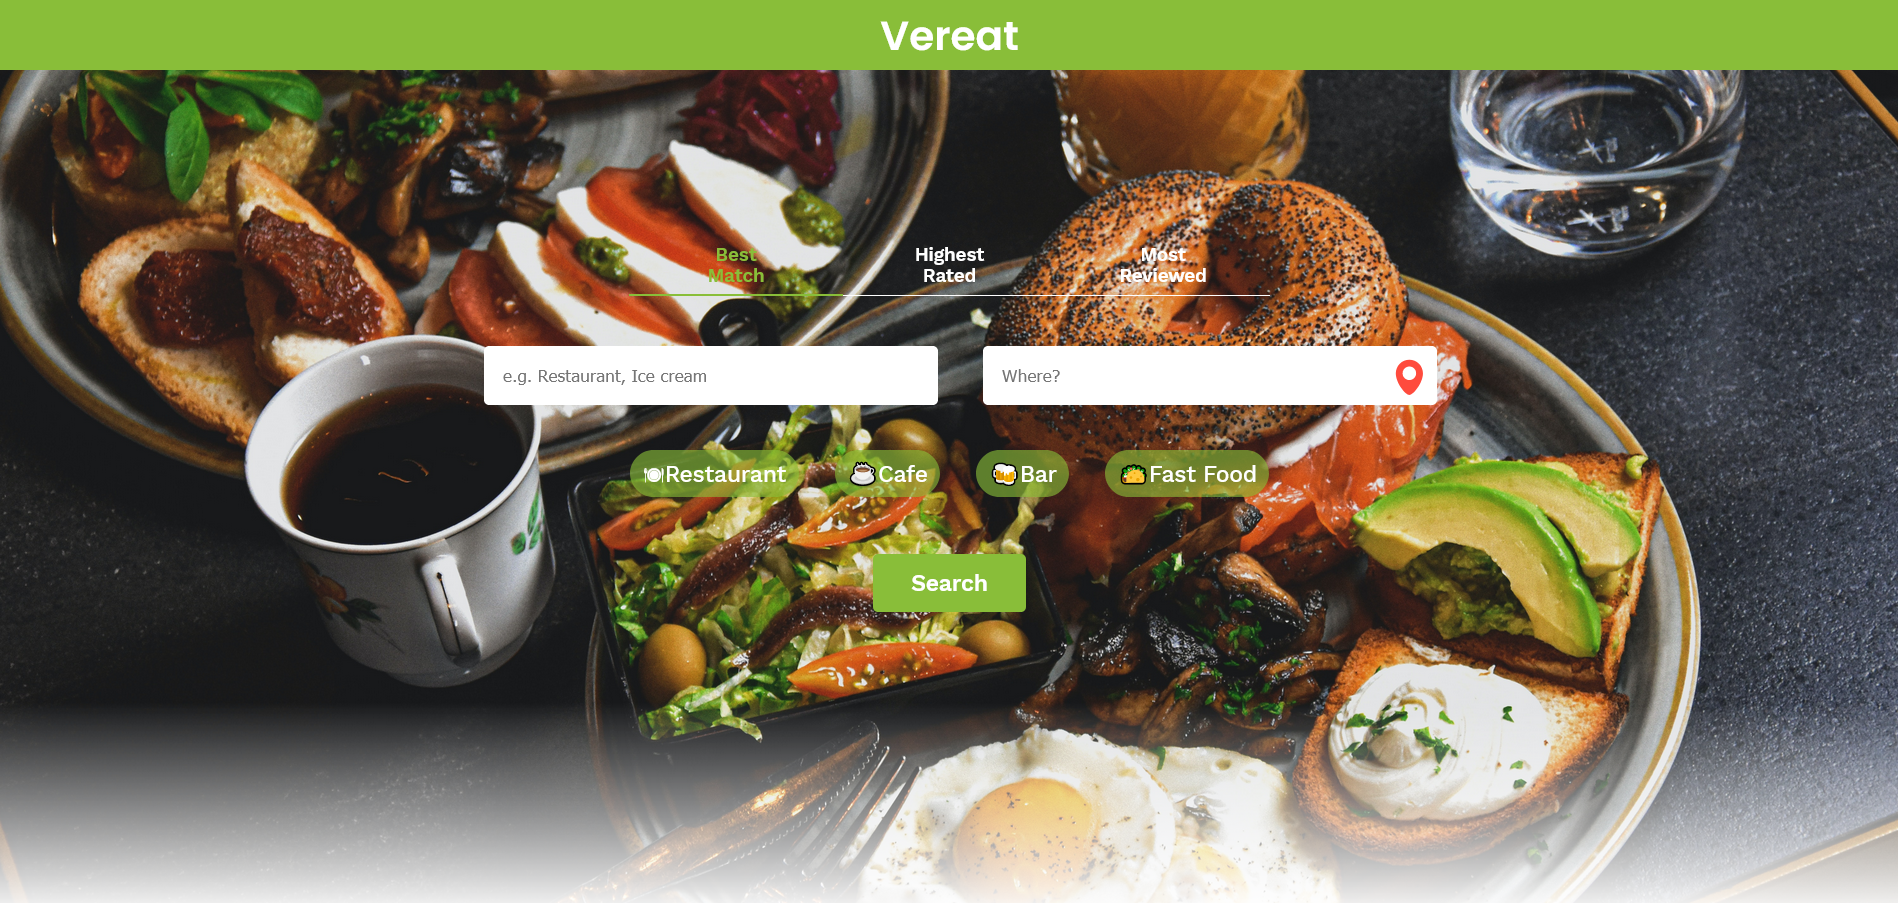 Vereat
Best
Match
Highest
Rated
Most
Reviewed
e.g. Restaurant, Ice cream
Where?
Restaurant
Cafe
Bar
Fast Food
Search